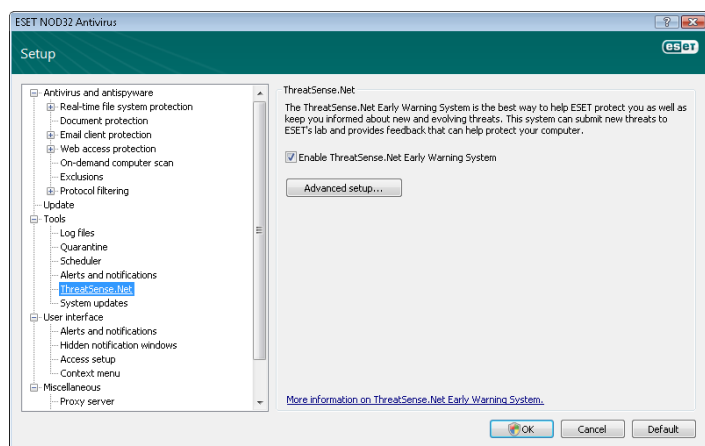 ESET NOD32 Antivirus
Setup
eset
Antivirus and antispyware
Real-time file system protection
Document protection
Email client protection
Web access protection
On-demand computer scan
Exclusions
Protocol filtering
Update
Tools
Log files
Quarantine
Scheduler
Alerts and notifications
ThreatSense.Net
System updates
User interface
Alerts and notifications
Hidden notification windows
Access setup
Context menu
Miscellaneous
Proxy server
ThreatSense.Net
The ThreatSense.Net Early Warning System is the best way to help ESET protect you as well as
keep you informed about new and evolving threats. This system can submit new threats to
ESET's lab and provides feedback that can help protect your computer.
Enable ThreatSense.Net Early Warning System
Advanced setup...
More information on ThreatSense.Net Early Warning System.
OK
Cancel
Default